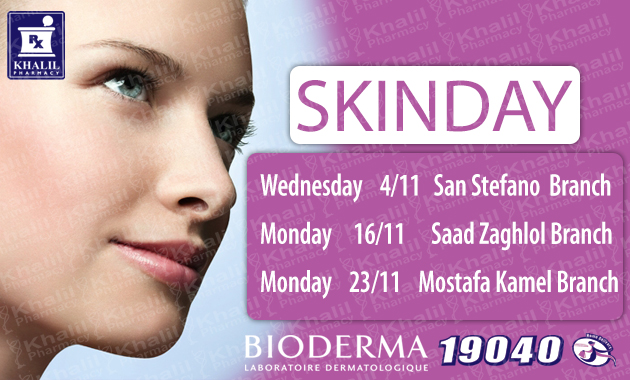 Rx
KHALIL
PHARMACY
SKINDAY
Wednesday 4/11 San Stefano Branch
Monday 16/11 Saad Zaghlol Branch
Monday 23/11 Mostafa Kamel Branch
BIODERMA
LABORATOIRE DERMATOLOGIQUE
19040